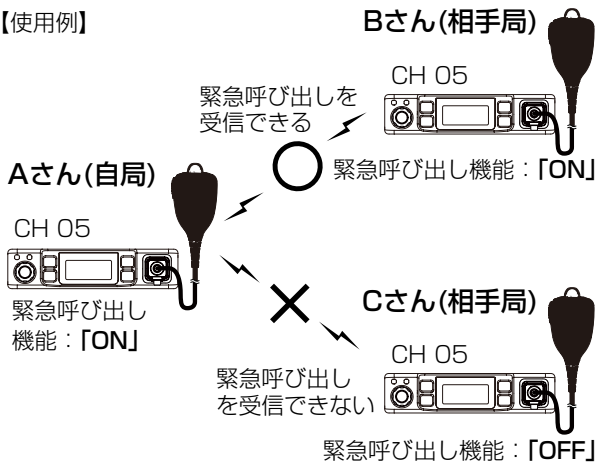 【使用例】
Bさん(相手局)
CH 05
緊急呼び出しを
受信できる
緊急呼び出し機能：「ON」
Aさん(自局)
CH 05
緊急呼び出し
機能：「ON」
Cさん(相手局)
CH 05
緊急呼び出し
を受信できない
緊急呼び出し機能：「OFF」